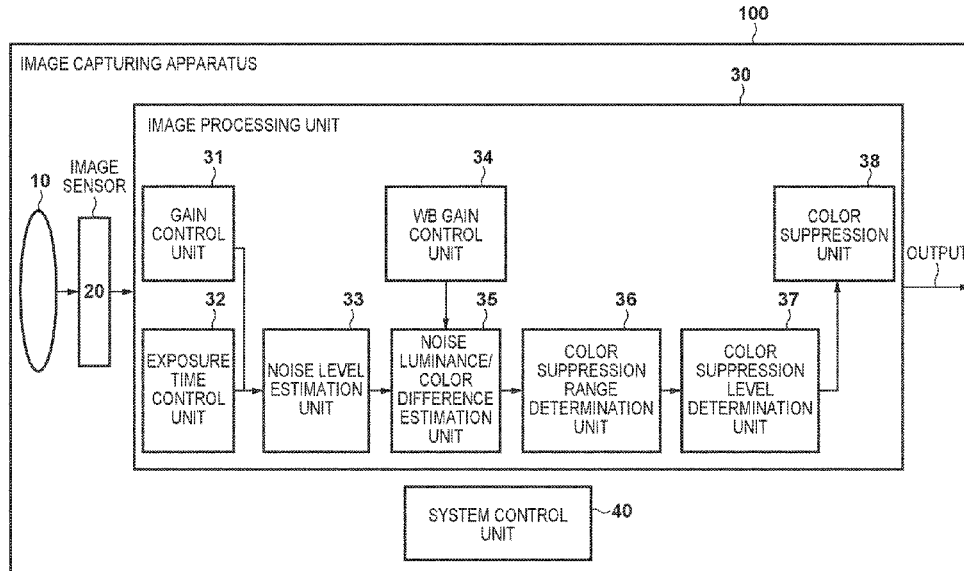 100
IMAGE CAPTURING APPARATUS
30
IMAGE PROCESSING UNIT
IMAGE
SENSOR
10
20
31
GAIN
CONTROL
UNIT
34
WB GAIN
CONTROL
UNIT
38
COLOR
SUPPRESSION
UNIT
OUTPUT
32
EXPOSURE
TIME
CONTROL
UNIT
33
NOISE LEVEL
ESTIMATION
UNIT
35
NOISE
LUMINANCE/
COLOR
DIFFERENCE
ESTIMATION
UNIT
36
COLOR
SUPPRESSION
RANGE
DETERMINATION
UNIT
37
COLOR
SUPPRESSION
LEVEL
DETERMINATION
UNIT
SYSTEM CONTROL
UNIT
40